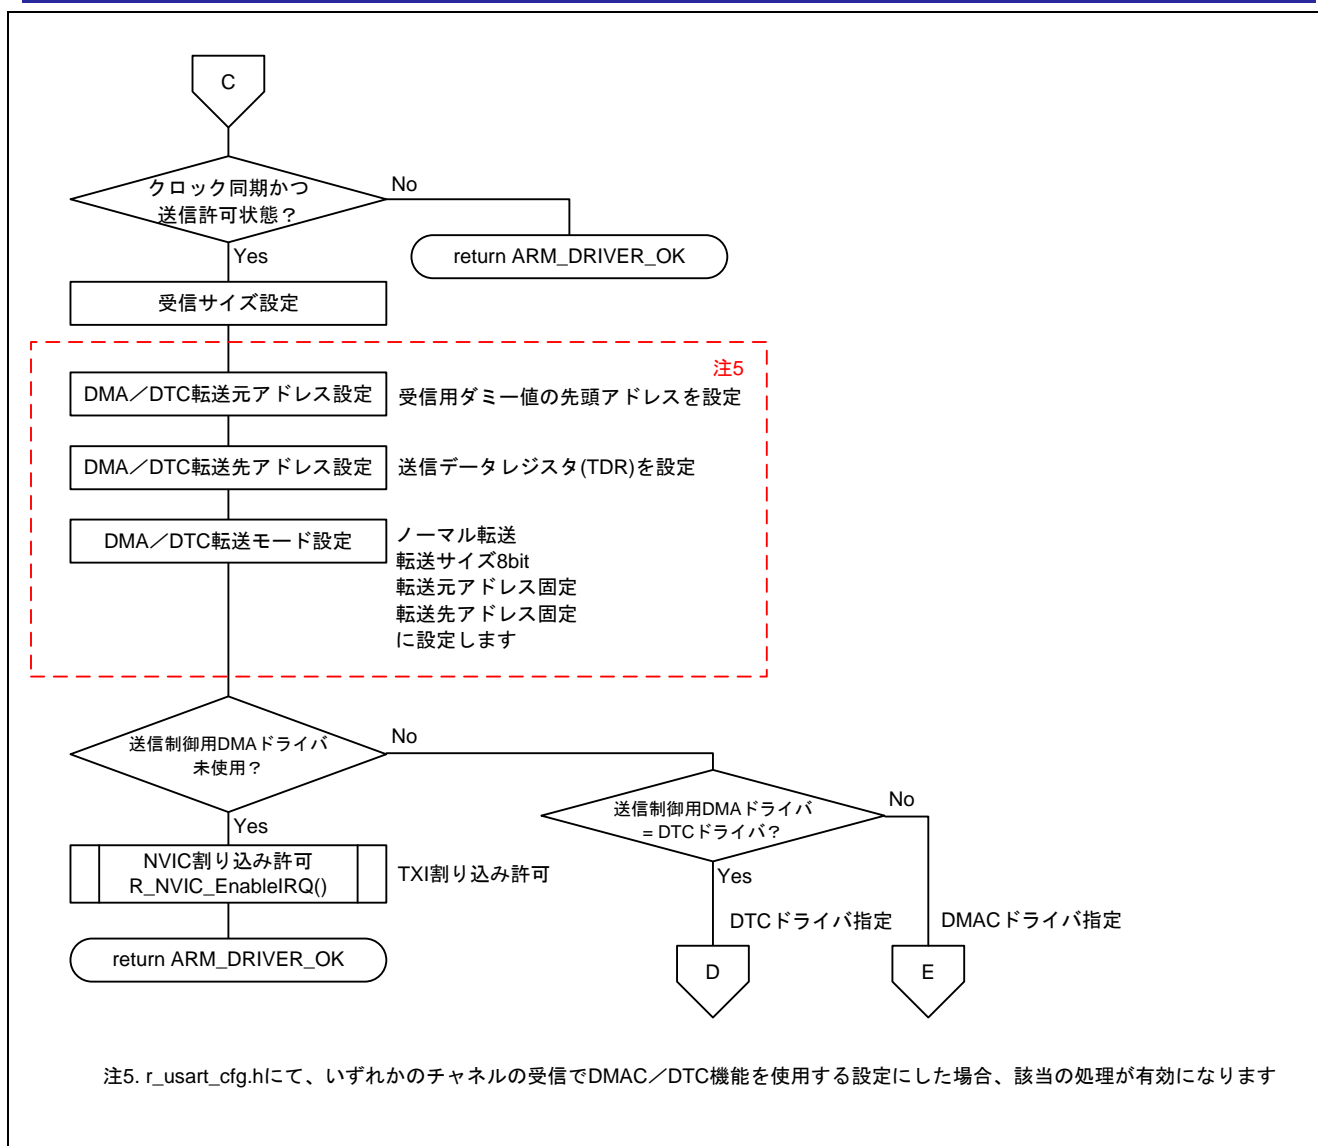 C
クロック同期かつ
送信許可状態？
No
Yes
return ARM_DRIVER_OK
受信サイズ設定
注5
DMA／DTC転送元アドレス設定
受信用ダミー値の先頭アドレスを設定
DMA／DTC転送先アドレス設定
送信データレジスタ(TDR)を設定
DMA／DTC転送モード設定
ノーマル転送
転送サイズ8bit
転送元アドレス固定
転送先アドレス固定
に設定します
送信制御用DMAドライバ
未使用？
No
Yes
送信制御用DMAドライバ
= DTCドライバ？
No
Yes
NVIC割り込み許可
R_NVIC_EnableIRQ()
TXI割り込み許可
DTCドライバ指定
DMACドライバ指定
return ARM_DRIVER_OK
D
E
注5. r_usart_cfg.hにて、いずれかのチャネルの受信でDMAC／DTC機能を使用する設定にした場合、該当の処理が有効になります